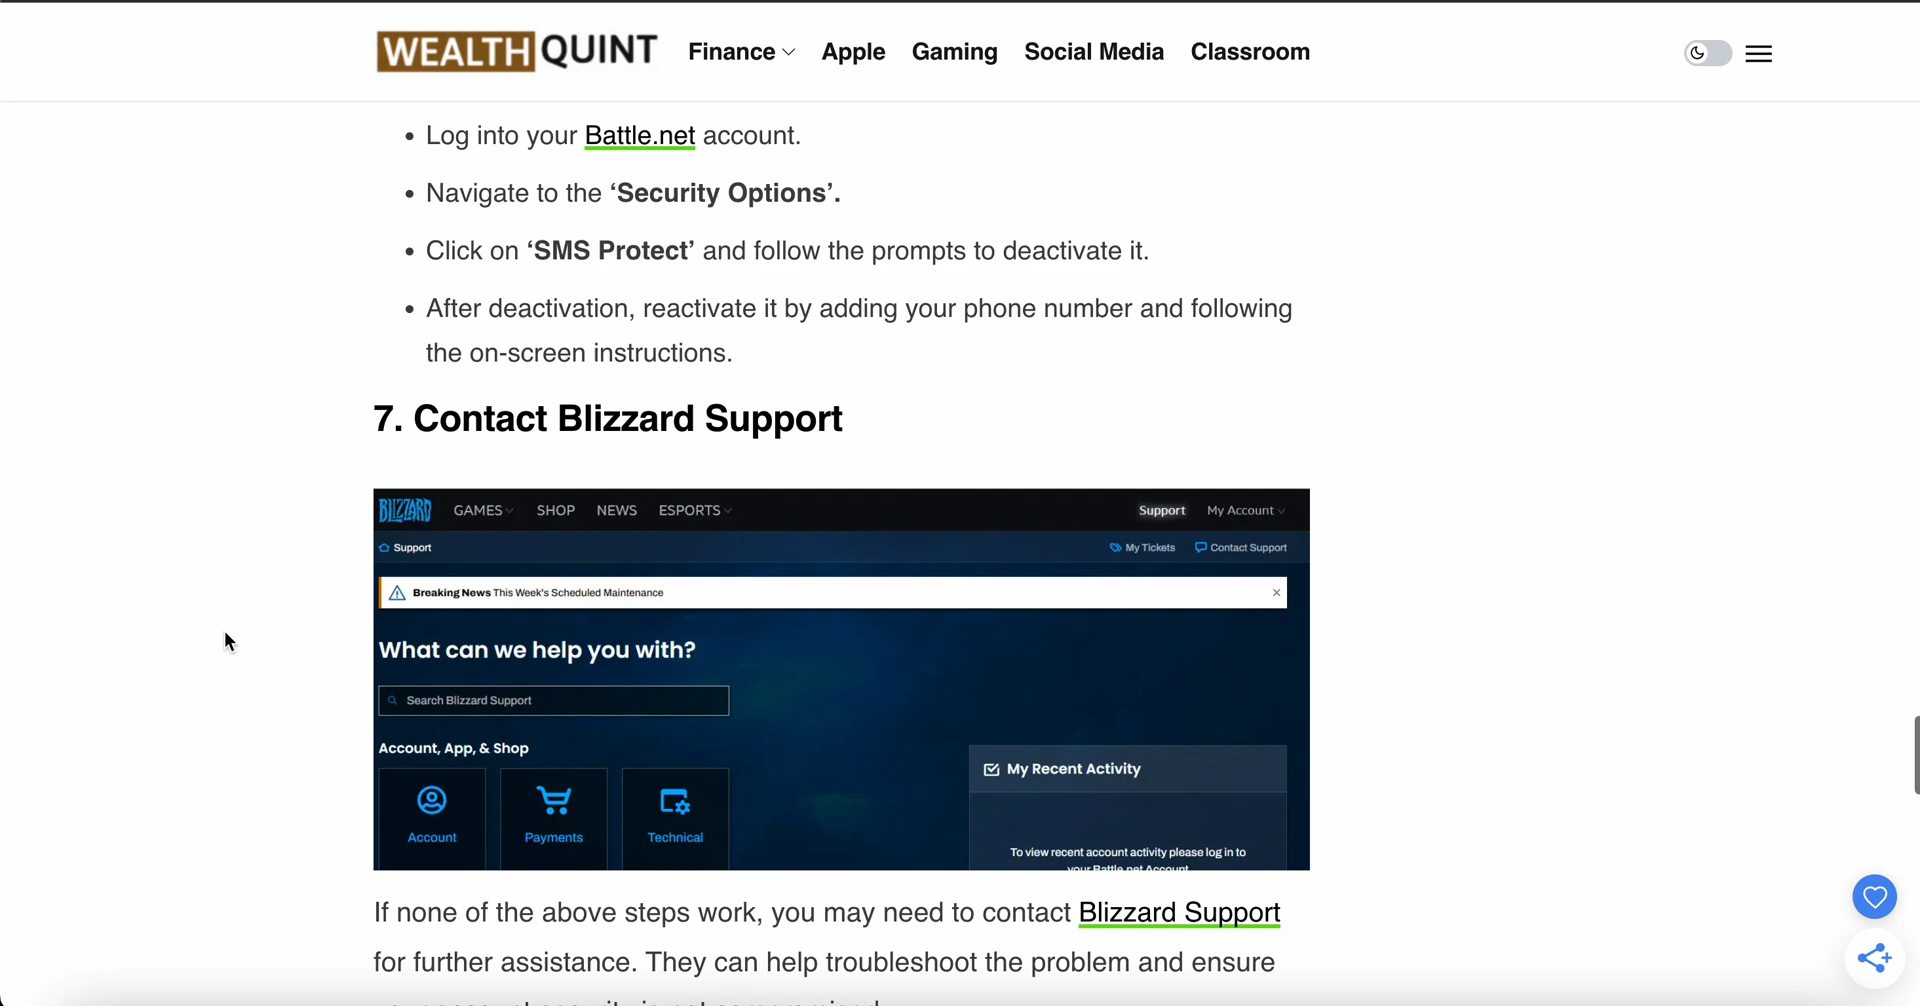 WEALTH QUINT Finance Apple Gaming Social Media Classroom
• Log into your Battle.net account.
• Navigate to the ‘Security Options’.
• Click on ‘SMS Protect’ and follow the prompts to deactivate it.
• After deactivation, reactivate it by adding your phone number and following
the on-screen instructions.
7. Contact Blizzard Support
BLIZZARD GAMES SHOP NEWS ESPORTS Support My Account
Support My Tickets Contact Support
Breaking News This Week's Scheduled Maintenance
What can we help you with?
Search Blizzard Support
Account, App, & Shop
My Recent Activity
Account Payments Technical
To view recent account activity please log in to
your Battle.net Account
If none of the above steps work, you may need to contact Blizzard Support
for further assistance. They can help troubleshoot the problem and ensure